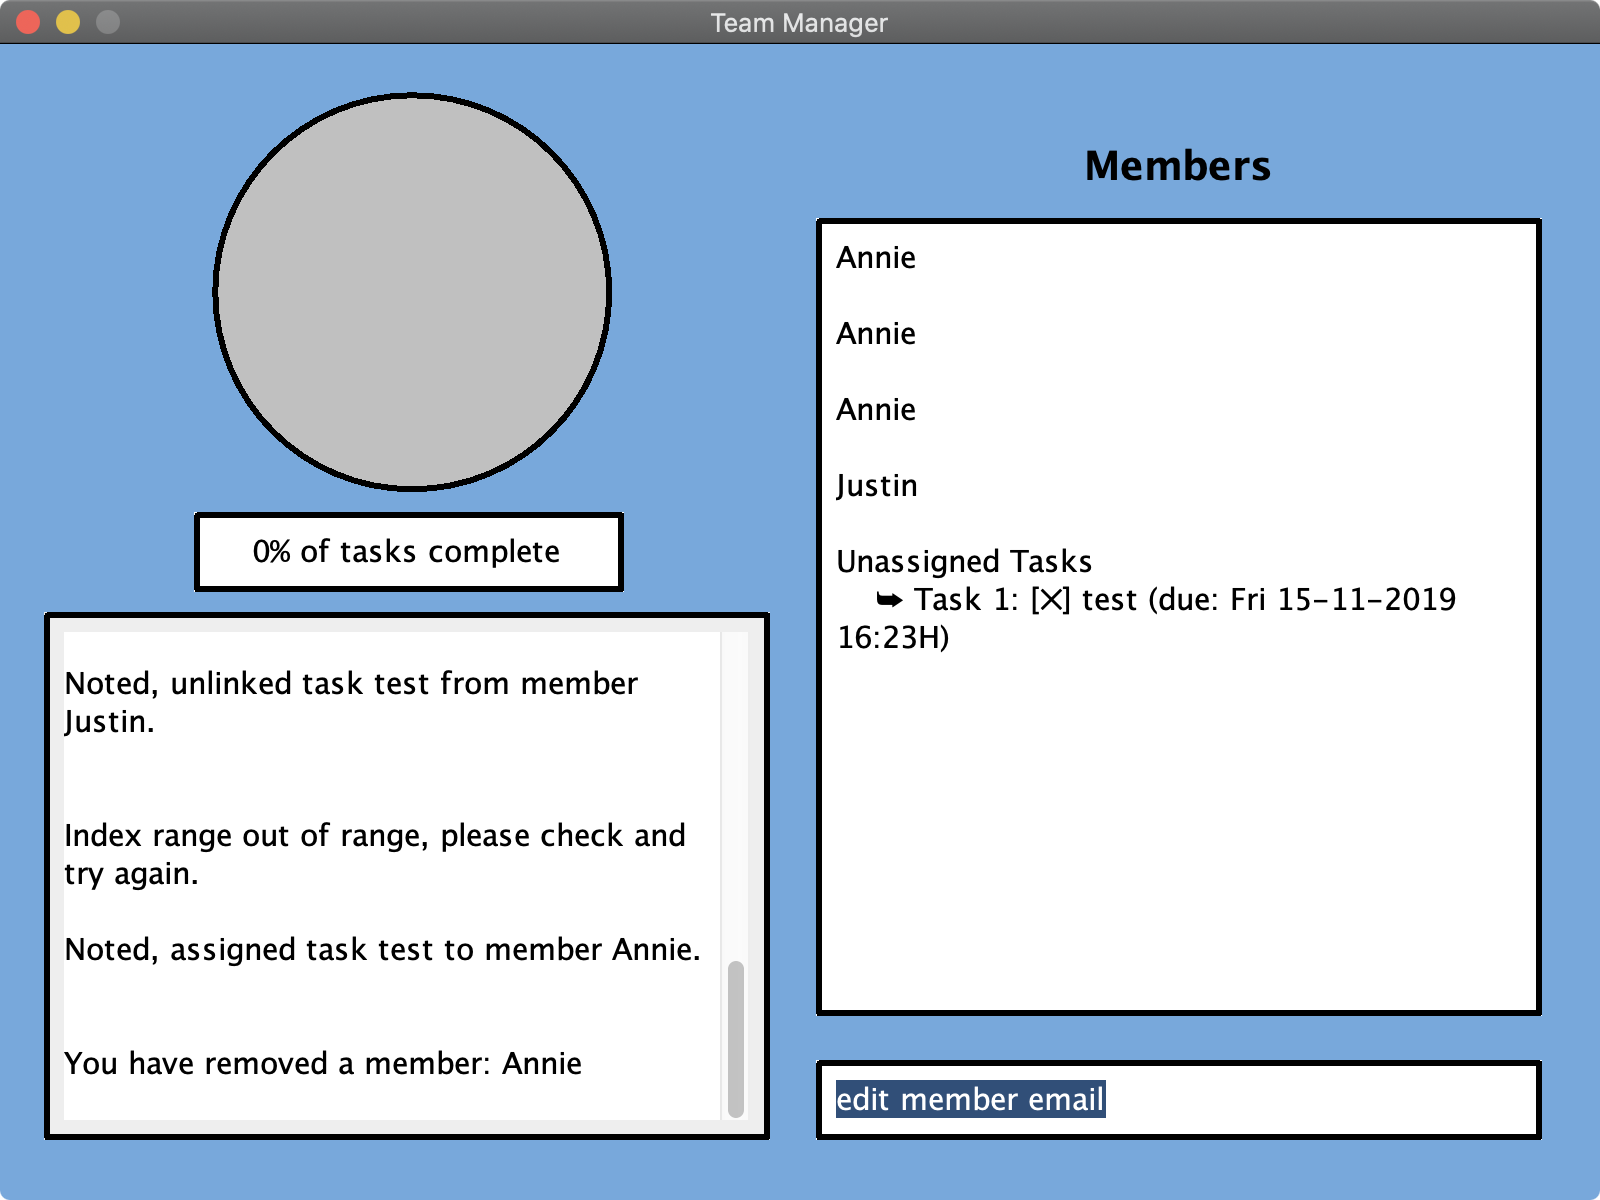 Team Manager
0% of tasks complete
Noted, unlinked task test from member
Justin.
Index range out of range, please check and
try again.
Noted, assigned task test to member Annie.
You have removed a member: Annie
Members
Annie
Annie
Annie
Justin
Unassigned Tasks
➥ Task 1: [✕] test (due: Fri 15-11-2019
16:23H)
edit member email